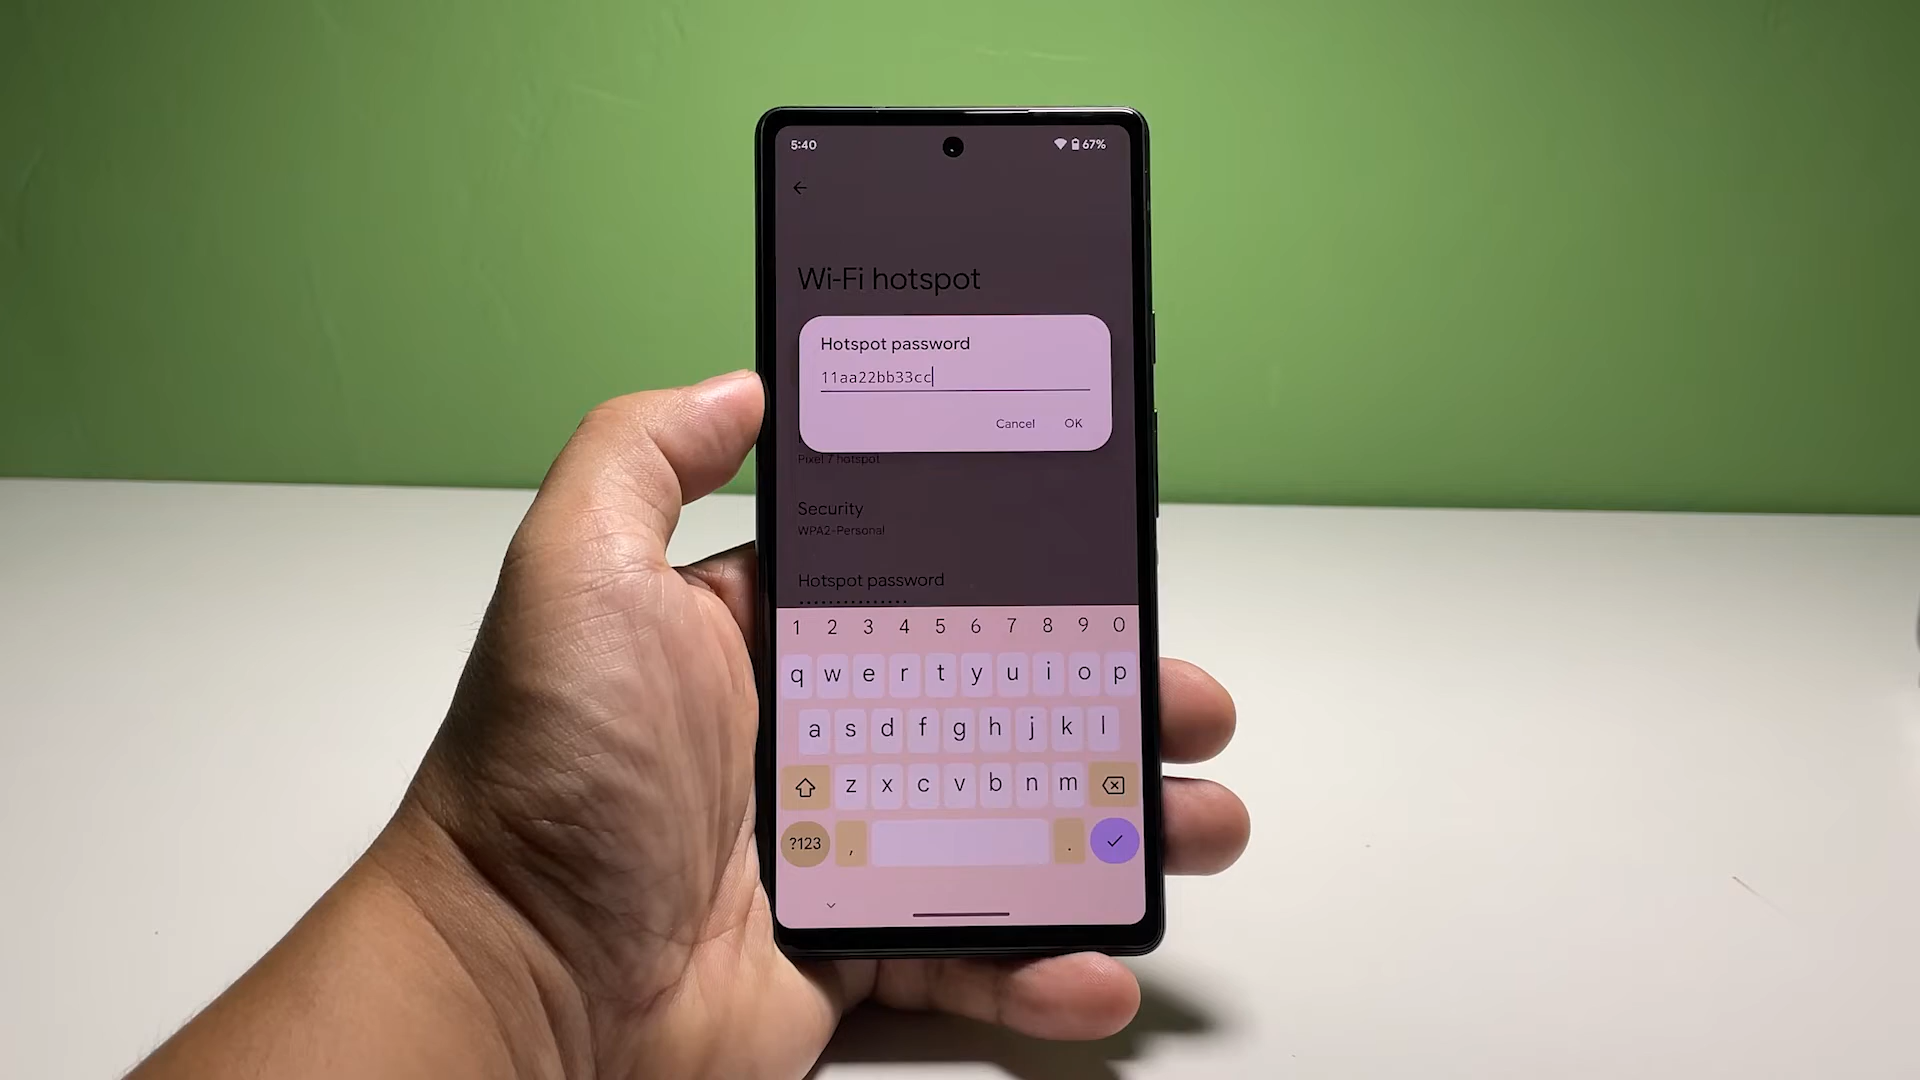 5:40 67%
Wi-Fi hotspot
Hotspot password
11aa22bb33cc
Cancel OK
Pixel 7 hotspot
Security
WPA2-Personal
Hotspot password
•••••••••••••••
1 2 3 4 5 6 7 8 9 0
q w e r t y u i o p
a s d f g h j k l
z x c v b n m
?123 , .